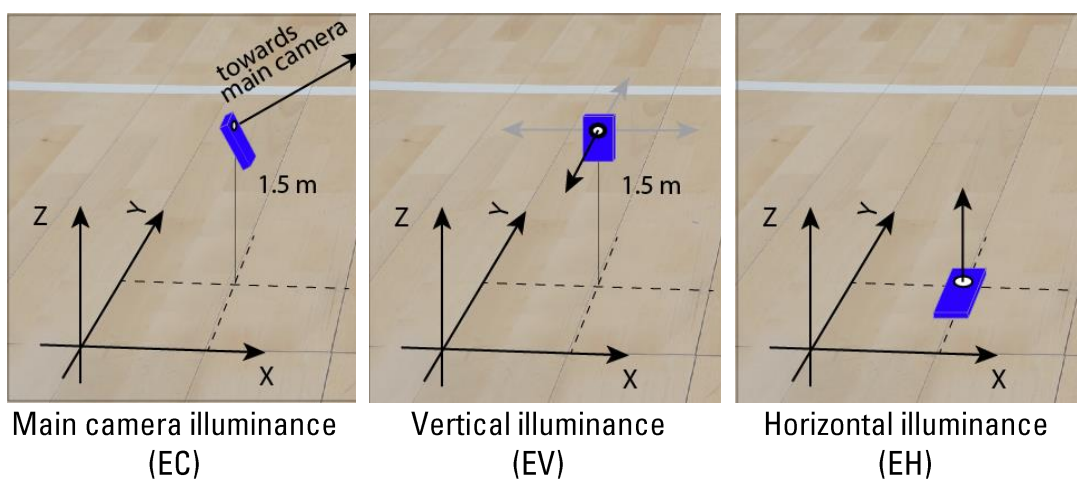 towards
main camera
1.5 m
Z
Y
X
1.5 m
Z
Y
X
Z
Y
X
Main camera illuminance
(EC)
Vertical illuminance
(EV)
Horizontal illuminance
(EH)